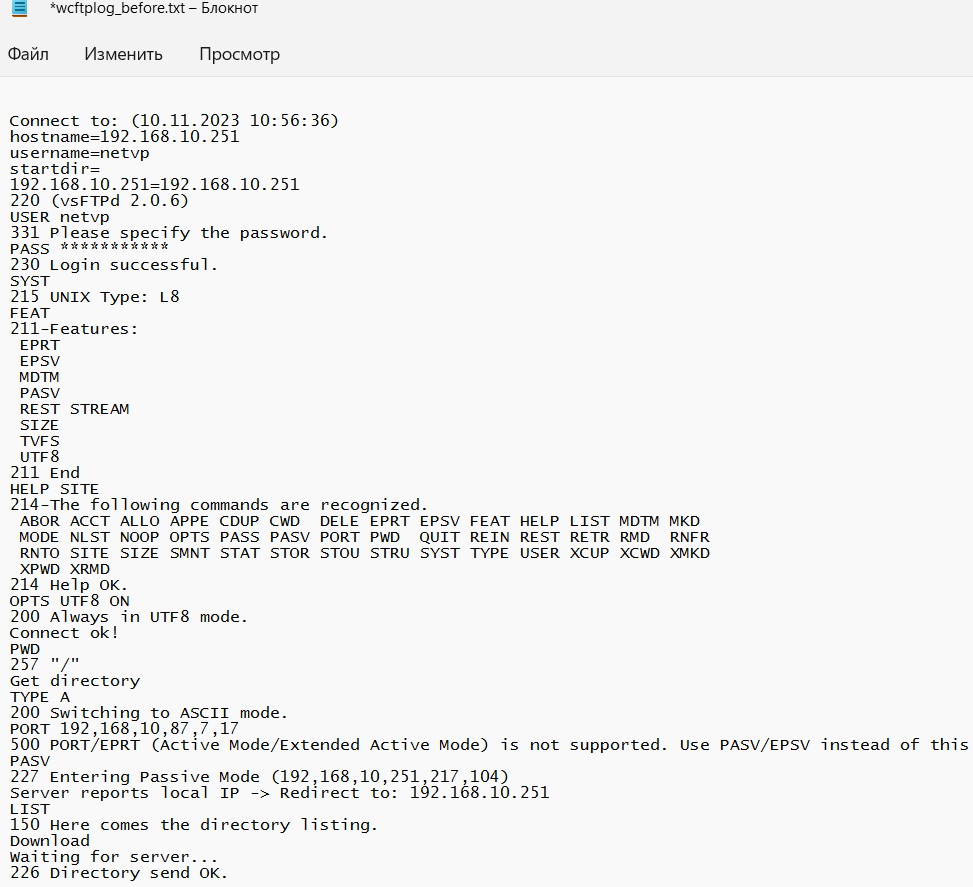 *wcftplog_before.txt – Блокнот
Файл Изменить Просмотр
Connect to: (10.11.2023 10:56:36)
hostname=192.168.10.251
username=netvp
startdir=
192.168.10.251=192.168.10.251
220 (vsFTPd 2.0.6)
USER netvp
331 Please specify the password.
PASS ***********
230 Login successful.
SYST
215 UNIX Type: L8
FEAT
211-Features:
 EPRT
 EPSV
 MDTM
 PASV
 REST STREAM
 SIZE
 TVFS
 UTF8
211 End
HELP SITE
214-The following commands are recognized.
 ABOR ACCT ALLO APPE CDUP CWD  DELE EPRT EPSV FEAT HELP LIST MDTM MKD
 MODE NLST NOOP OPTS PASS PASV PORT PWD  QUIT REIN REST RETR RMD  RNFR
 RNTO SITE SIZE SMNT STAT STOR STOU STRU SYST TYPE USER XCUP XCWD XMKD
 XPWD XRMD
214 Help OK.
OPTS UTF8 ON
200 Always in UTF8 mode.
Connect ok!
PWD
257 "/"
Get directory
TYPE A
200 Switching to ASCII mode.
PORT 192,168,10,87,7,17
500 PORT/EPRT (Active Mode/Extended Active Mode) is not supported. Use PASV/EPSV instead of this
PASV
227 Entering Passive Mode (192,168,10,251,217,104)
Server reports local IP -> Redirect to: 192.168.10.251
LIST
150 Here comes the directory listing.
Download
Waiting for server...
226 Directory send OK.